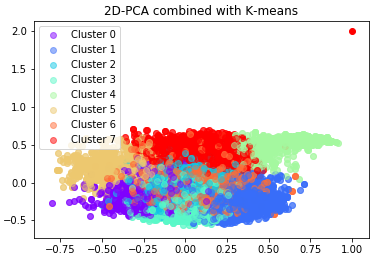 2D-PCA combined with K-means
Cluster 0
Cluster 1
Cluster 2
Cluster 3
Cluster 4
Cluster 5
Cluster 6
Cluster 7
2.0
1.5
1.0
0.5
0.0
−0.5
−0.75 −0.50 −0.25 0.00 0.25 0.50 0.75 1.00